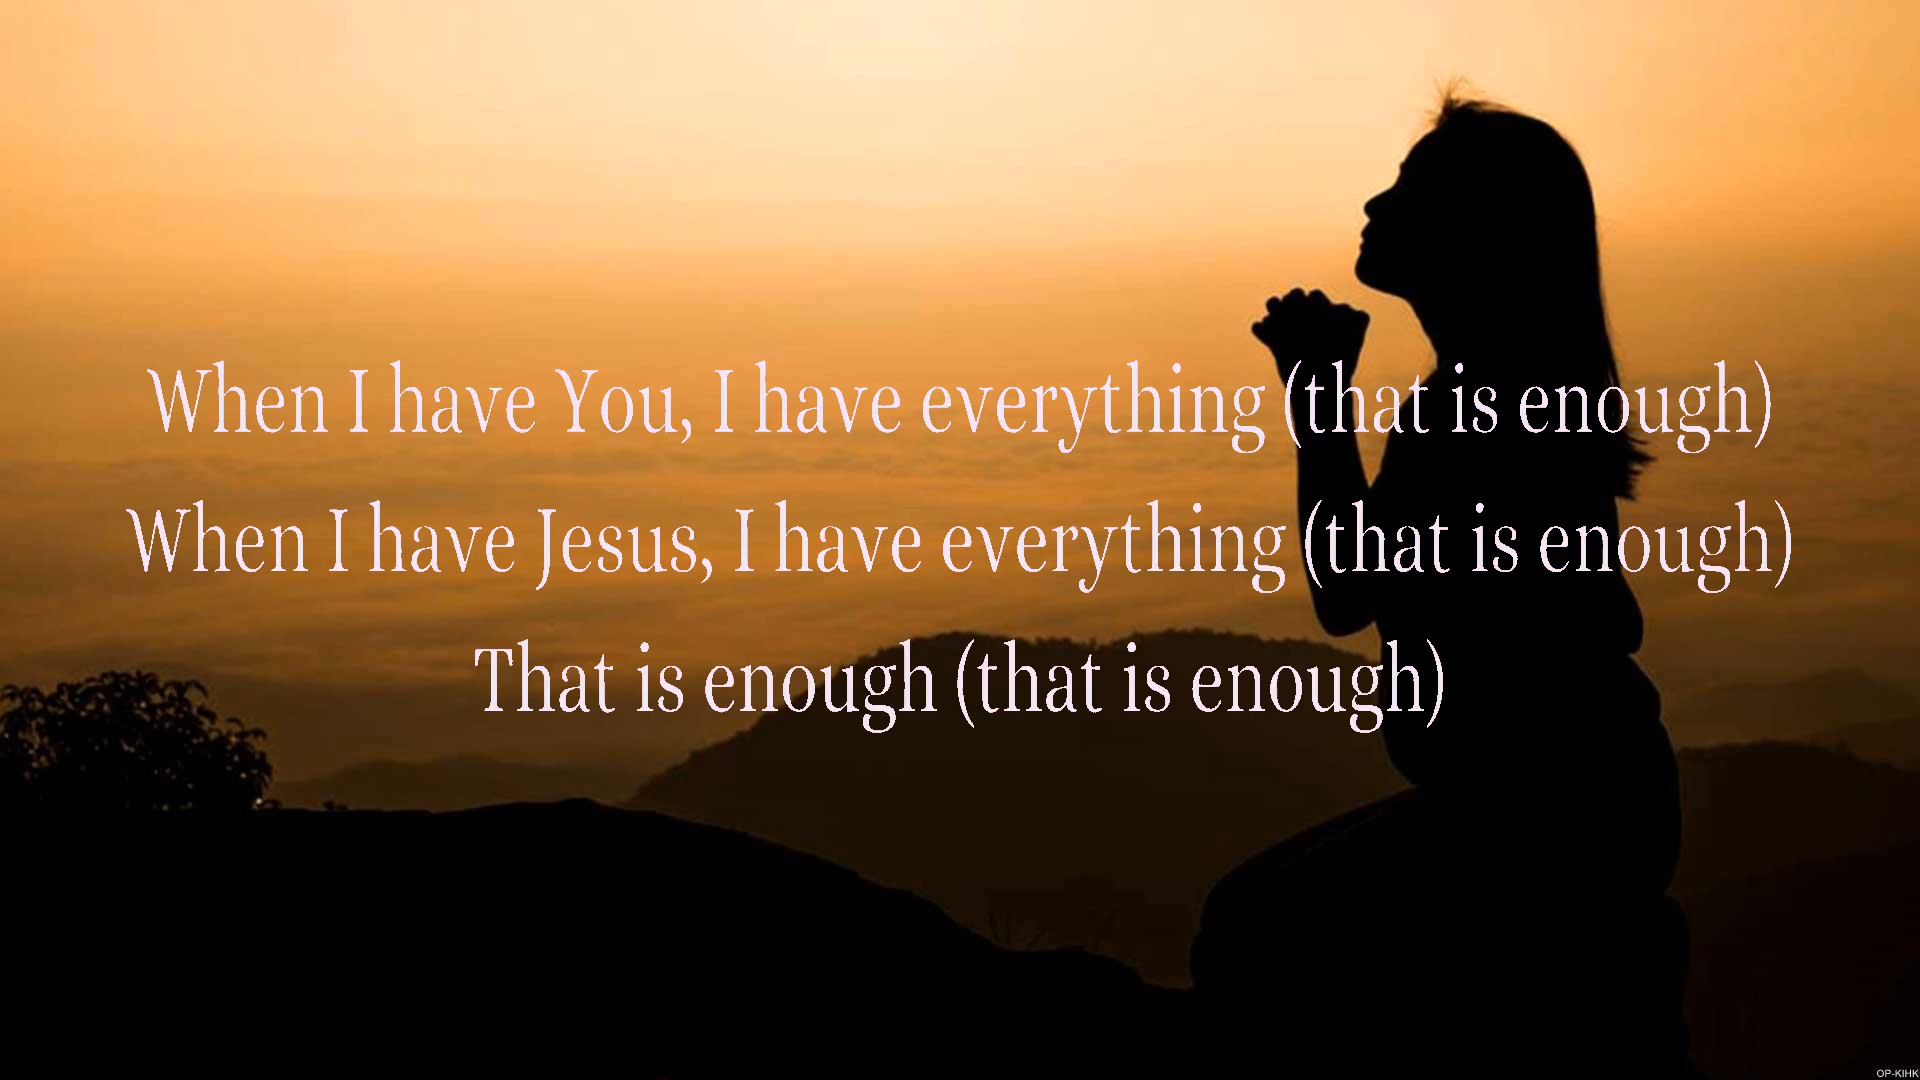 When I have You, I have everything (that is enough)
When I have Jesus, I have everything (that is enough)
That is enough (that is enough)
OP-KIHK